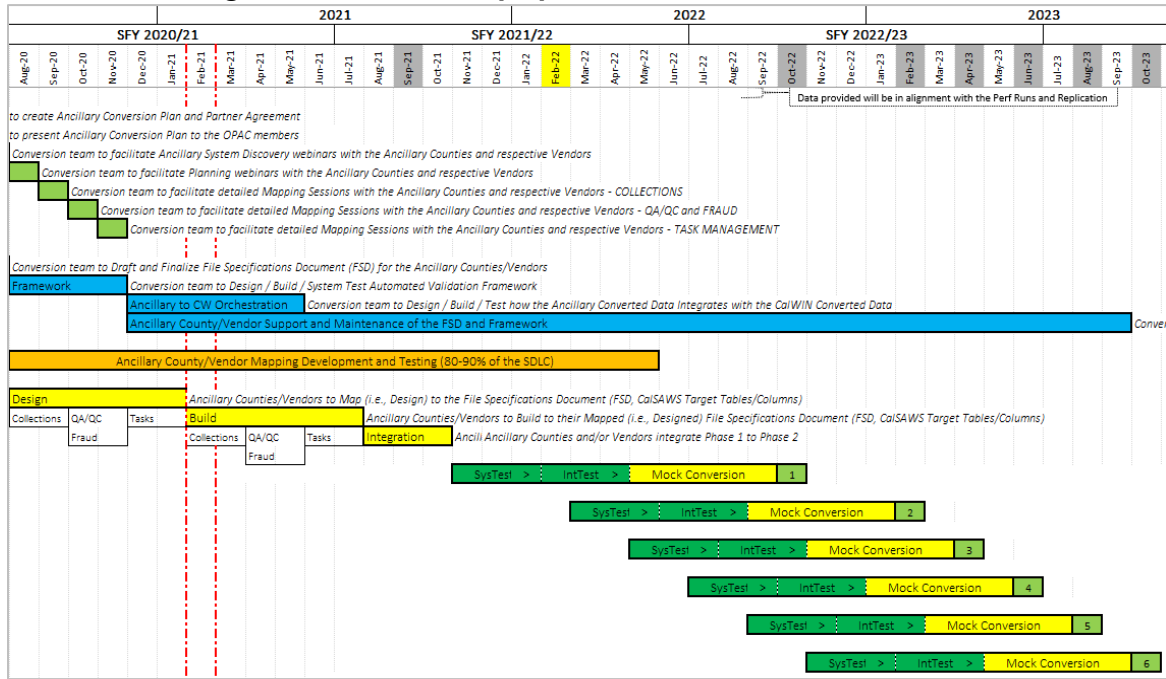 2021 2022 2023
SFY 2020/21 SFY 2021/22 SFY 2022/23
Aug-20 Sep-20 Oct-20 Nov-20 Dec-20 Jan-21 Feb-21 Mar-21 Apr-21 May-21 Jun-21 Jul-21 Aug-21 Sep-21 Oct-21 Nov-21 Dec-21 Jan-22 Feb-22 Mar-22 Apr-22 May-22 Jun-22 Jul-22 Aug-22 Sep-22 Oct-22 Nov-22 Dec-22 Jan-23 Feb-23 Mar-23 Apr-23 May-23 Jun-23 Jul-23 Aug-23 Sep-23 Oct-23
Data provided will be in alignment with the Perf Runs and Replication
to create Ancillary Conversion Plan and Partner Agreement
to present Ancillary Conversion Plan to the OPAC members
Conversion team to facilitate Ancillary System Discovery webinars with the Ancillary Counties and respective Vendors
Conversion team to facilitate Planning webinars with the Ancillary Counties and respective Vendors
Conversion team to facilitate detailed Mapping Sessions with the Ancillary Counties and respective Vendors - COLLECTIONS
Conversion team to facilitate detailed Mapping Sessions with the Ancillary Counties and respective Vendors - QA/QC and FRAUD
Conversion team to facilitate detailed Mapping Sessions with the Ancillary Counties and respective Vendors - TASK MANAGEMENT
Conversion team to Draft and Finalize File Specifications Document (FSD) for the Ancillary Counties/Vendors
Framework Conversion team to Design / Build / System Test Automated Validation Framework
Ancillary to CW Orchestration Conversion team to Design / Build / Test how the Ancillary Converted Data Integrates with the CalWIN Converted Data
Ancillary County/Vendor Support and Maintenance of the FSD and Framework
Ancillary County/Vendor Mapping Development and Testing (80-90% of the SDLC)
Design Ancillary Counties/Vendors to Map (i.e., Design) to the File Specifications Document (FSD, CalSAWS Target Tables/Columns)
Collections QA/QC Tasks Build Ancillary Counties/Vendors to Build to their Mapped (i.e., Designed) File Specifications Document (FSD, CalSAWS Target Tables/Columns)
Fraud Collections QA/QC Tasks Integration Ancili Ancillary Counties and/or Vendors integrate Phase 1 to Phase 2
Fraud
SysTest > IntTest > Mock Conversion 1
SysTest > IntTest > Mock Conversion 2
SysTest > IntTest > Mock Conversion 3
SysTest > IntTest > Mock Conversion 4
SysTest > IntTest > Mock Conversion 5
SysTest > IntTest > Mock Conversion 6